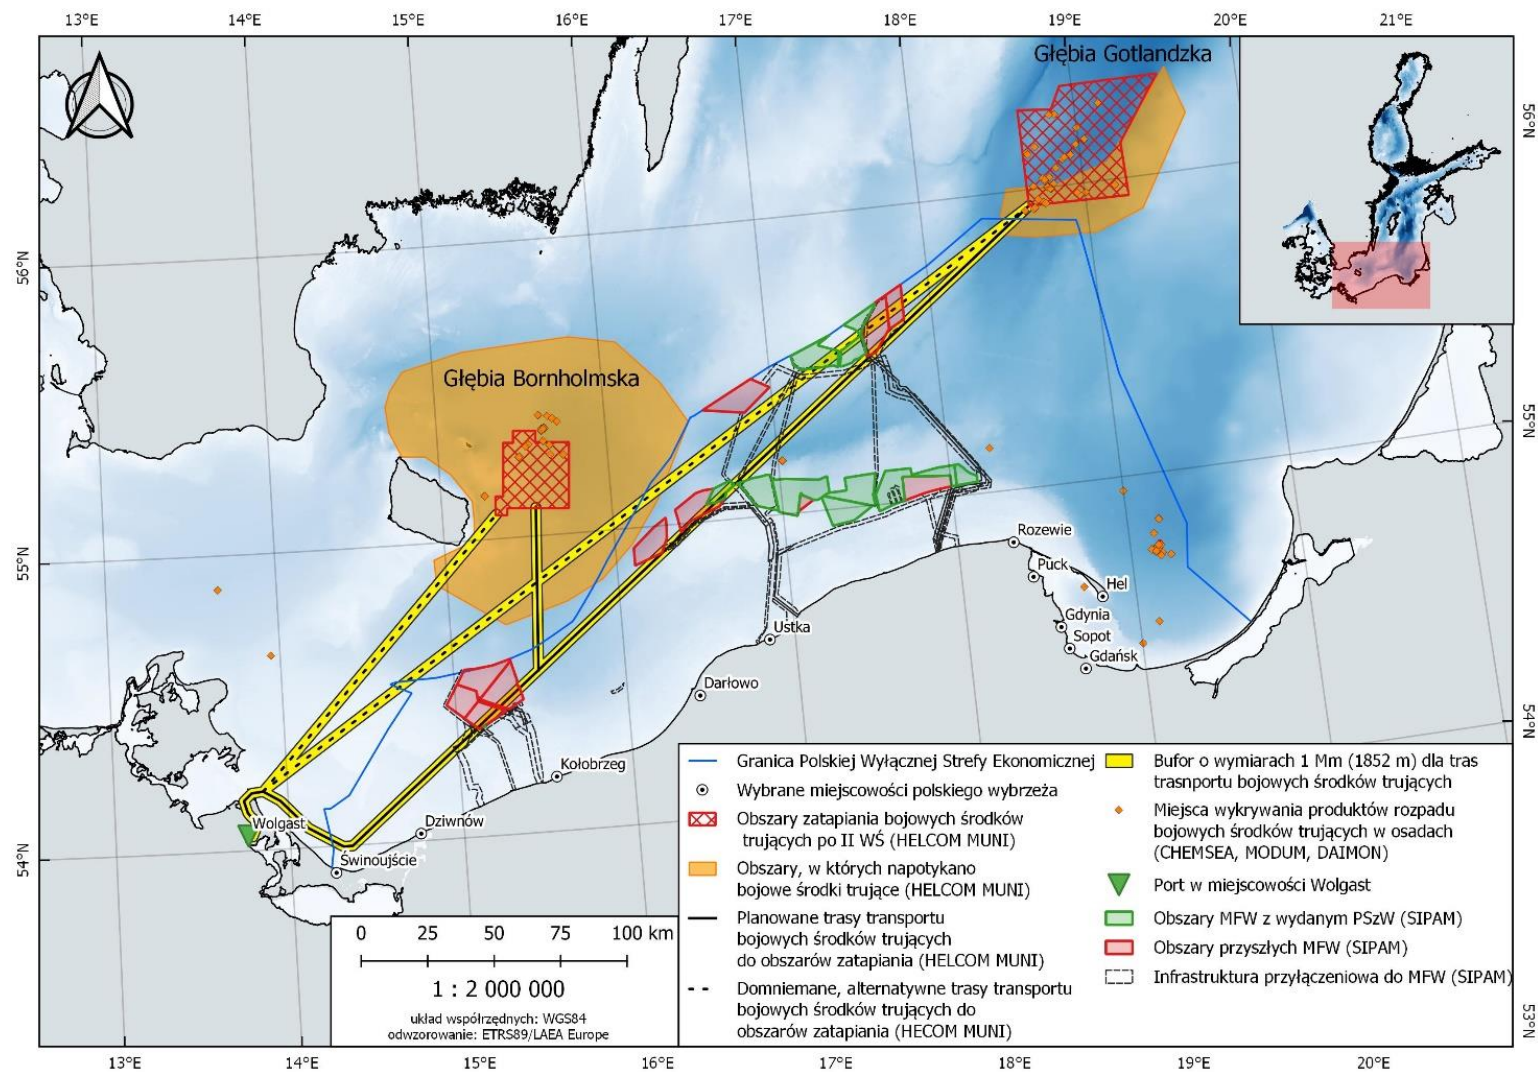 13°E 14°E 15°E 16°E 17°E 18°E 19°E 20°E 21°E
Głębia Gotlandzka
56°N
56°N
Głębia Bornholmska
55°N
55°N
Rozewie
Puck
Hel
Gdynia
Sopot
Gdańsk
Ustka
Darłowo
54°N
Kołobrzeg
Wolgast
Dziwnów
Świnoujście
54°N
0 25 50 75 100 km
1 : 2 000 000
układ współrzędnych: WGS84
odwzorowanie: ETRS89/LAEA Europe
Granica Polskiej Wyłącznej Strefy Ekonomicznej
Wybrane miejscowości polskiego wybrzeża
Obszary zatapiania bojowych środków
trujących po II WŚ (HELCOM MUNI)
Obszary, w których napotykano
bojowe środki trujące (HELCOM MUNI)
Planowane trasy transportu
bojowych środków trujących
do obszarów zatapiania (HELCOM MUNI)
Domniemane, alternatywne trasy transportu
bojowych środków trujących do
obszarów zatapiania (HECOM MUNI)
Bufor o wymiarach 1 Mm (1852 m) dla tras
trasnportu bojowych środków trujących
Miejsca wykrywania produktów rozpadu
bojowych środków trujących w osadach
(CHEMSEA, MODUM, DAIMON)
Port w miejscowości Wolgast
Obszary MFW z wydanym PSzW (SIPAM)
Obszary przyszłych MFW (SIPAM)
Infrastruktura przyłączeniowa do MFW (SIPAM)
53°N
13°E 14°E 15°E 16°E 17°E 18°E 19°E 20°E